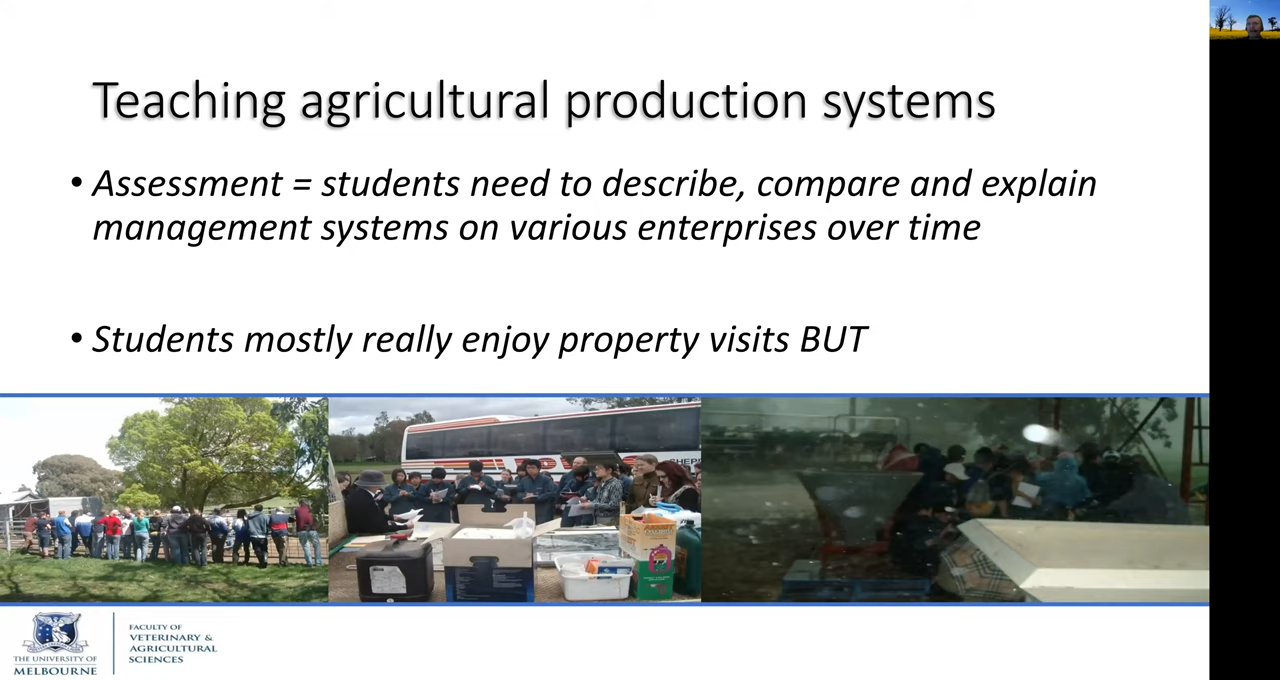 Teaching agricultural production systems
• Assessment = students need to describe, compare and explain
management systems on various enterprises over time
• Students mostly really enjoy property visits BUT
SHEPP
THE UNIVERSITY OF
MELBOURNE
FACULTY OF
VETERINARY &
AGRICULTURAL
SCIENCES